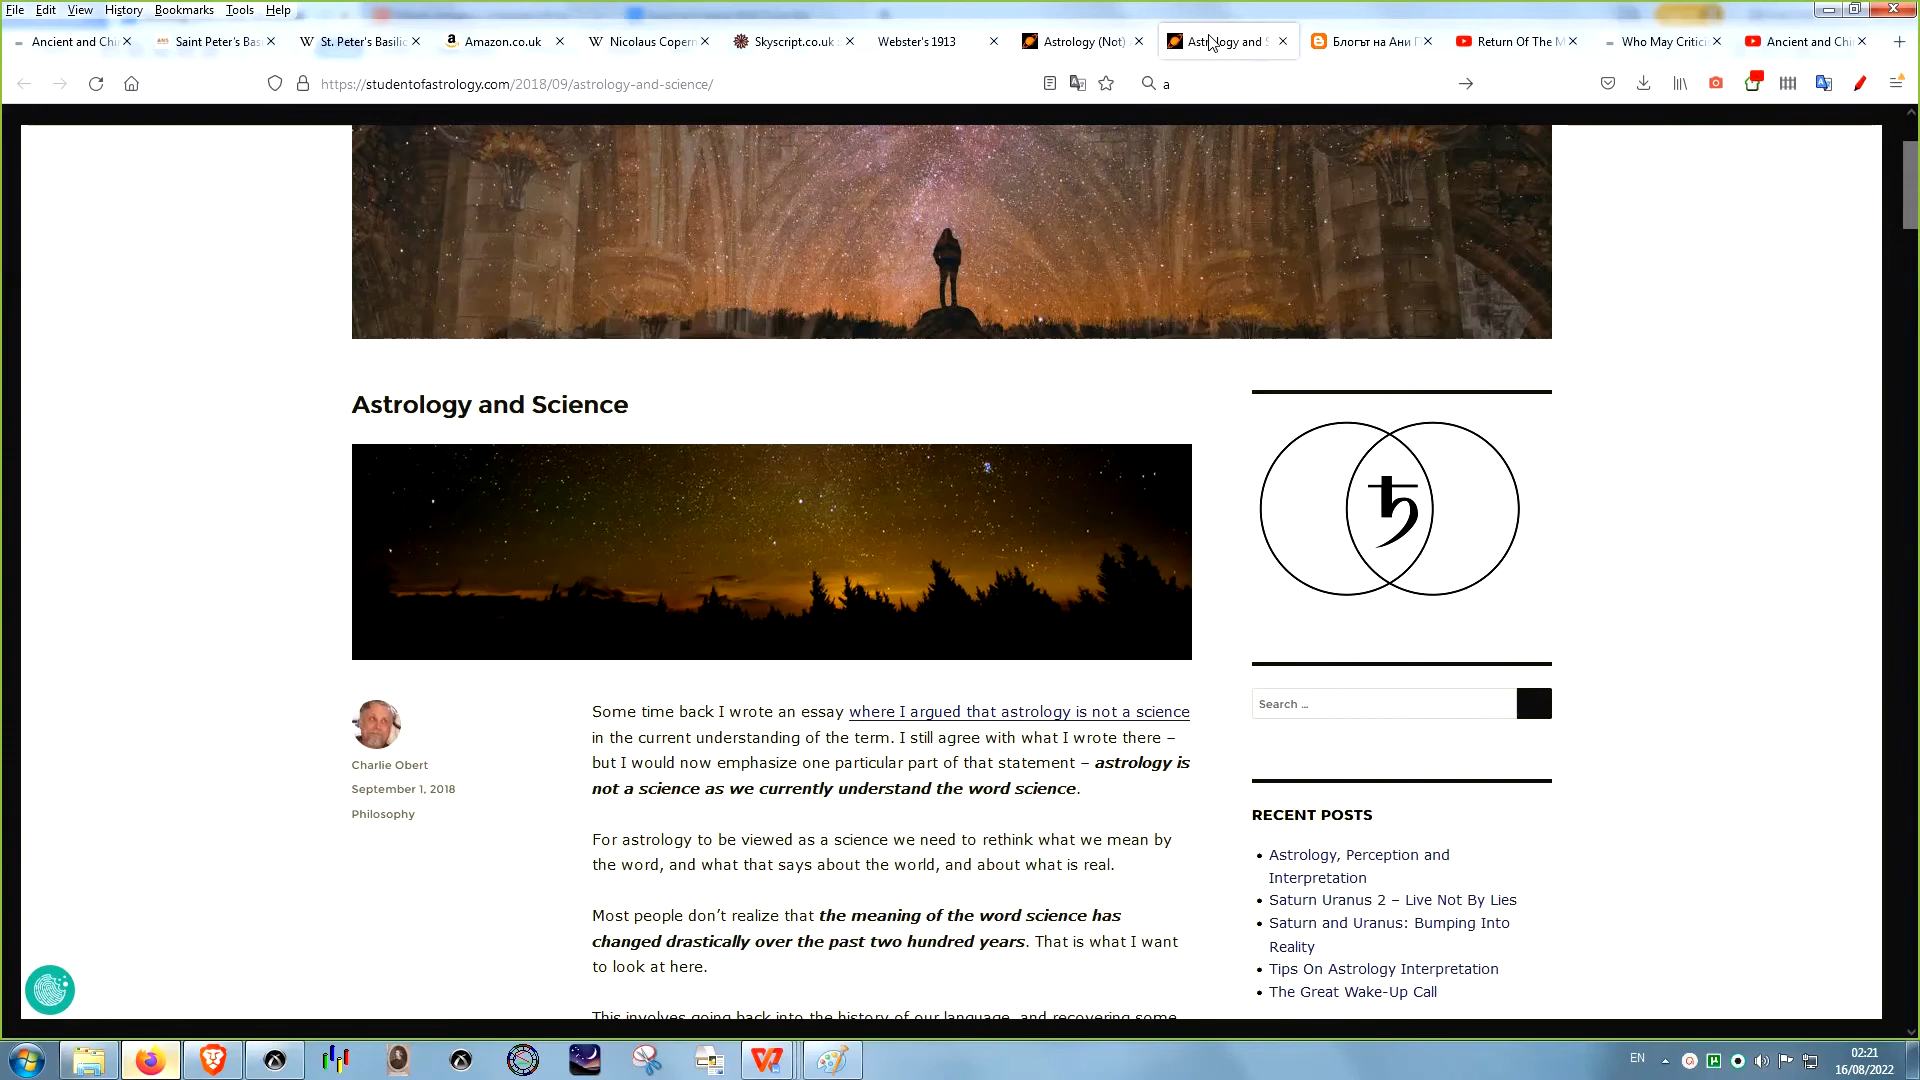 File Edit View History Bookmarks Tools Help
Ancient and Chi
Saint Peter's Bas
St. Peter's Basilic
Amazon.co.uk
Nicolaus Copern
Skyscript.co.uk
Webster's 1913
Astrology (Not)
Astrology and S
Блогът на Ани
Return Of The M
Who May Critici
Ancient and Chi
https://studentofastrology.com/2018/09/astrology-and-science/
a
Astrology and Science
Charlie Obert
September 1, 2018
Philosophy
Some time back I wrote an essay where I argued that astrology is not a science
in the current understanding of the term. I still agree with what I wrote there –
but I would now emphasize one particular part of that statement – astrology is
not a science as we currently understand the word science.
For astrology to be viewed as a science we need to rethink what we mean by
the word, and what that says about the world, and about what is real.
Most people don't realize that the meaning of the word science has
changed drastically over the past two hundred years. That is what I want
to look at here.
This involves going back into the history of our language, and recovering some
♄
Search ...
RECENT POSTS
Astrology, Perception and
Interpretation
Saturn Uranus 2 – Live Not By Lies
Saturn and Uranus: Bumping Into
Reality
Tips On Astrology Interpretation
The Great Wake-Up Call
EN
02:21
16/08/2022